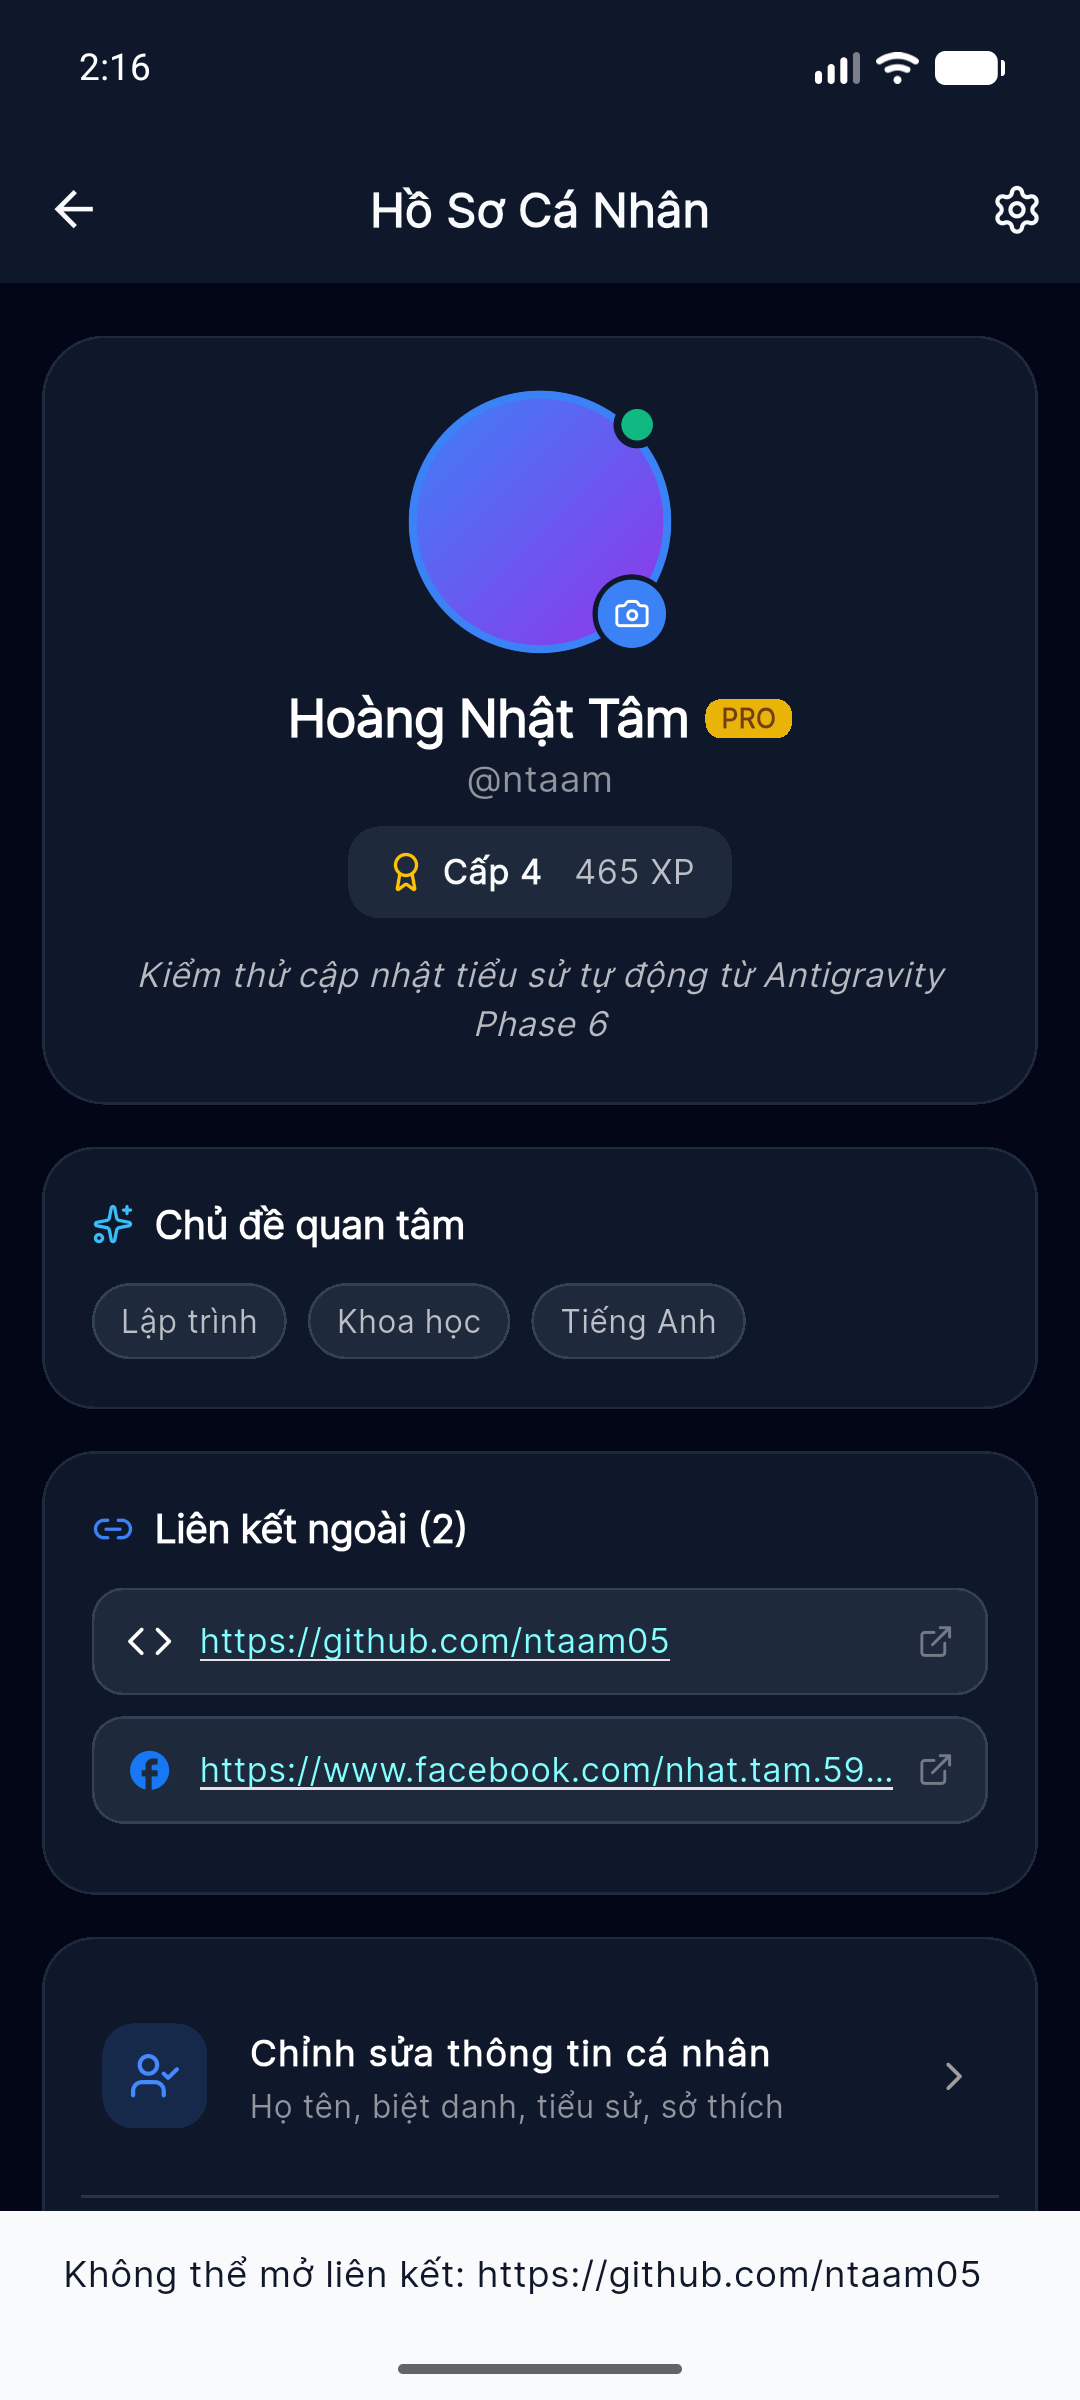 2:16
Hồ Sơ Cá Nhân
Hoàng Nhật Tâm PRO
@ntaam
Cấp 4 465 XP
Kiểm thử cập nhật tiểu sử tự động từ Antigravity
Phase 6
Chủ đề quan tâm
Lập trình Khoa học Tiếng Anh
Liên kết ngoài (2)
https://github.com/ntaam05
https://www.facebook.com/nhat.tam.59...
Chỉnh sửa thông tin cá nhân
Họ tên, biệt danh, tiểu sử, sở thích
Không thể mở liên kết: https://github.com/ntaam05